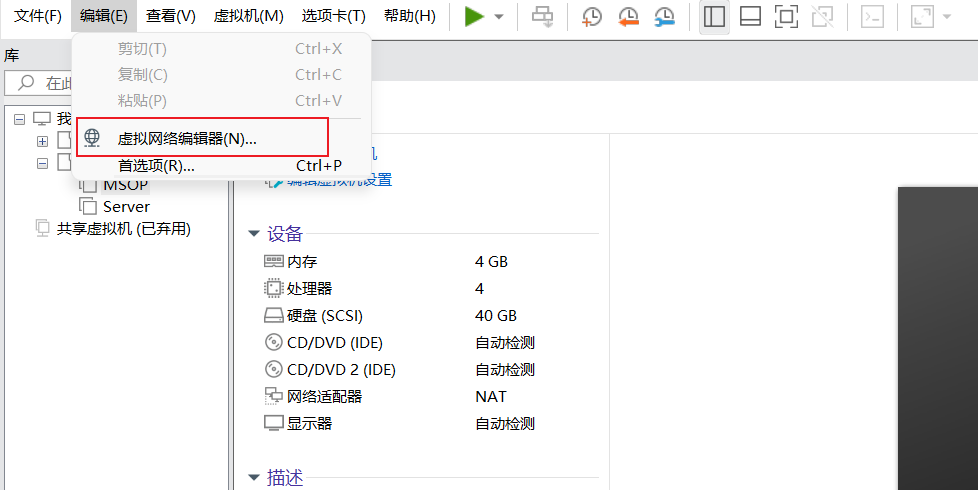 文件(F) 编辑(E) 查看(V) 虚拟机(M) 选项卡(T) 帮助(H)
库
在此
我
剪切(T) Ctrl+X
复制(C) Ctrl+C
粘贴(P) Ctrl+V
虚拟网络编辑器(N)...
首选项(R)... Ctrl+P
机
编辑虚拟机设置
MSOP
Server
共享虚拟机 (已弃用)
设备
内存 4 GB
处理器 4
硬盘 (SCSI) 40 GB
CD/DVD (IDE) 自动检测
CD/DVD 2 (IDE) 自动检测
网络适配器 NAT
显示器 自动检测
描述